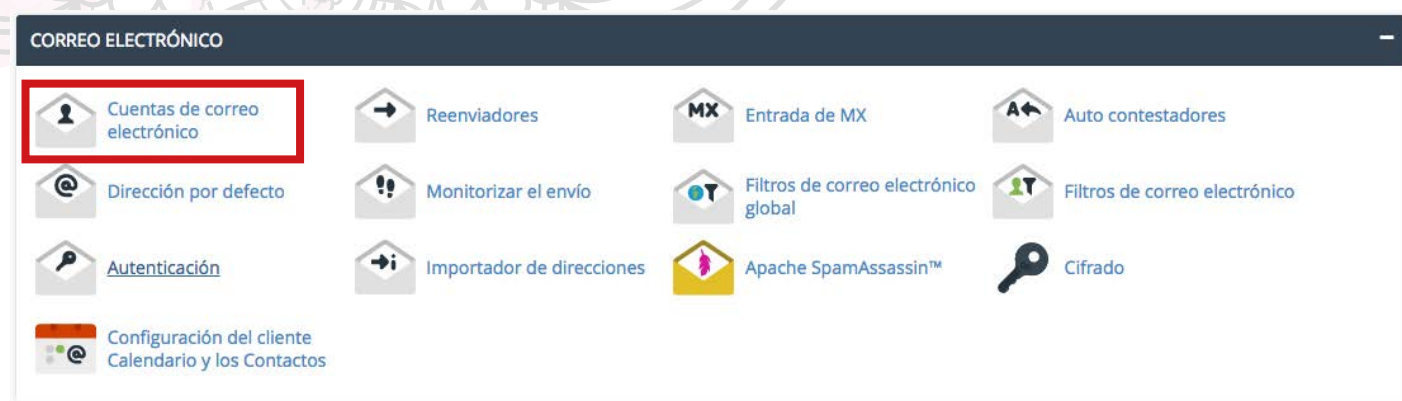 CORREO ELECTRÓNICO
Cuentas de correo
electrónico
Reenviadores
MX
Entrada de MX
A
Auto contestadores
@
Dirección por defecto
Monitorizar el envío
Filtros de correo electrónico
global
Filtros de correo electrónico
Autenticación
Importador de direcciones
Apache SpamAssassin™
Cifrado
@
Configuración del cliente
Calendario y los Contactos